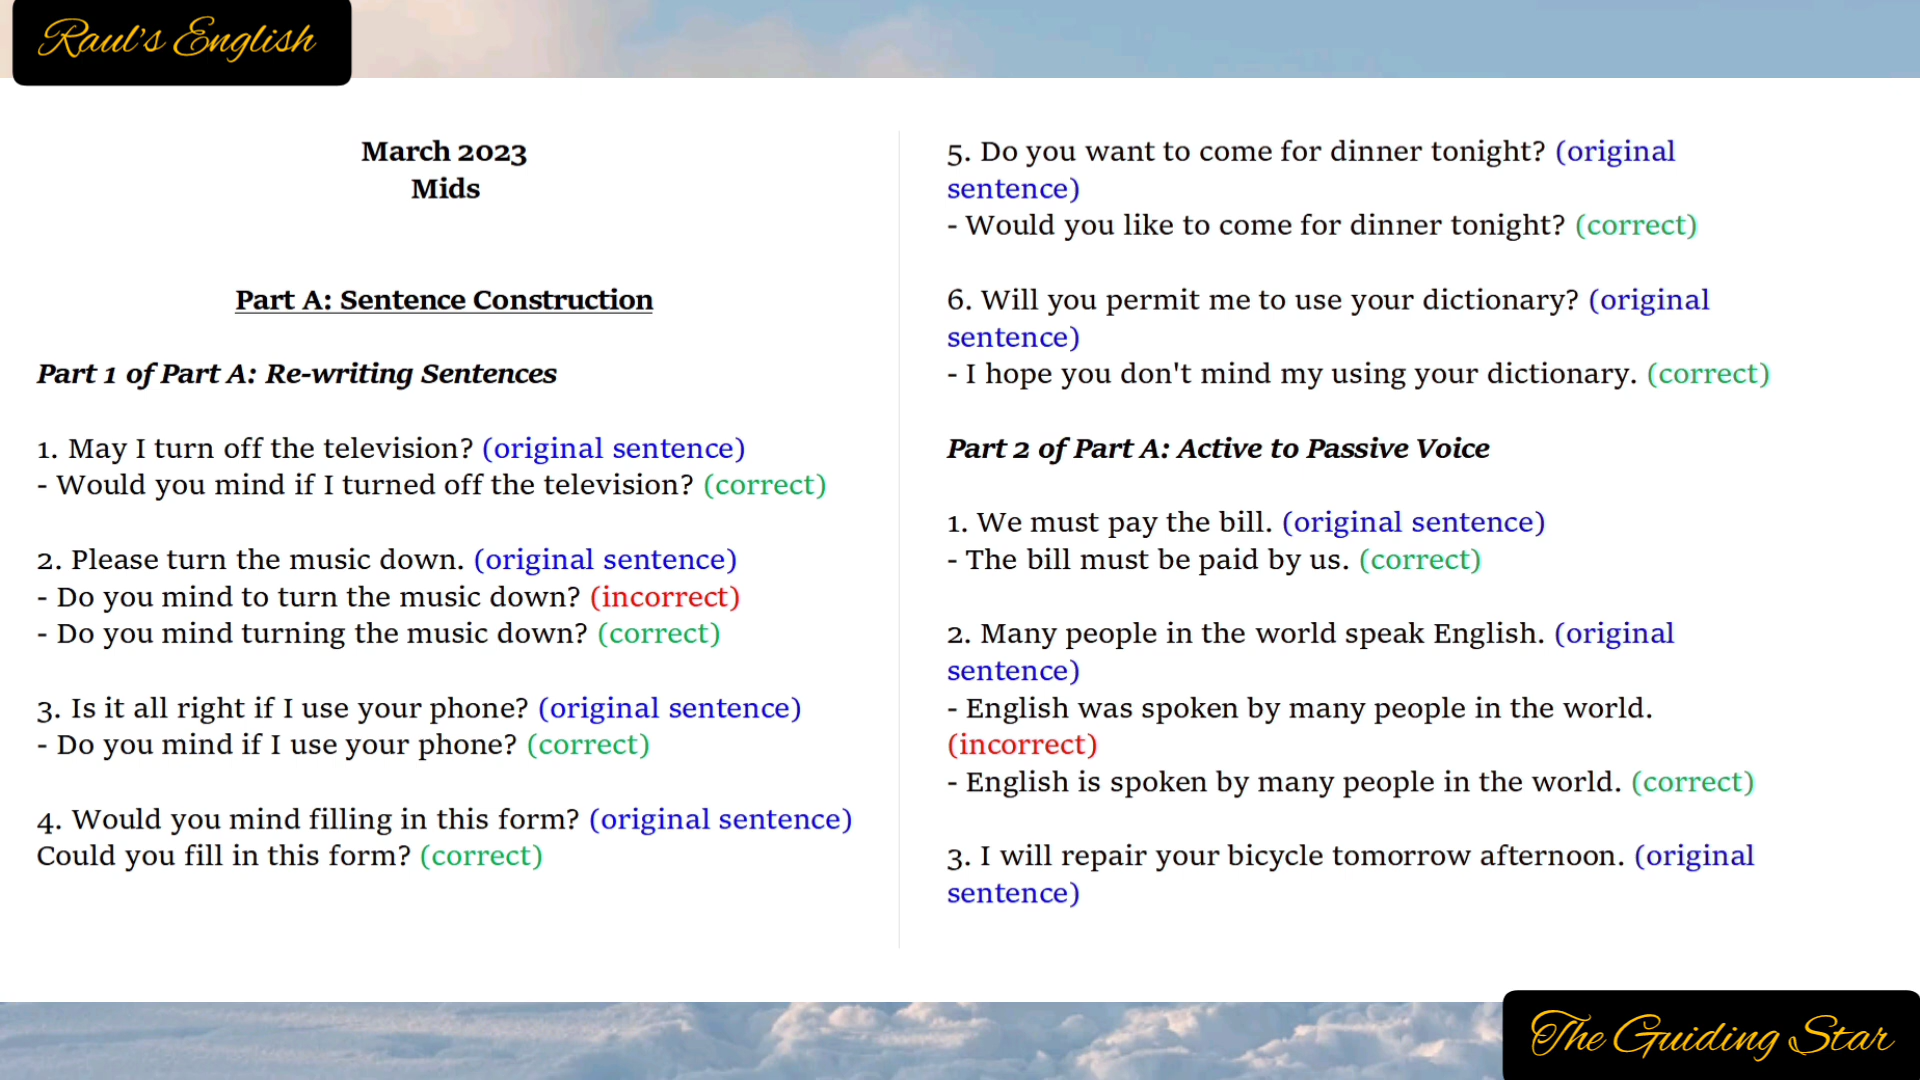 Raul's English
March 2023
Mids
Part A: Sentence Construction
Part 1 of Part A: Re-writing Sentences
1. May I turn off the television? (original sentence)
- Would you mind if I turned off the television? (correct)
2. Please turn the music down. (original sentence)
- Do you mind to turn the music down? (incorrect)
- Do you mind turning the music down? (correct)
3. Is it all right if I use your phone? (original sentence)
- Do you mind if I use your phone? (correct)
4. Would you mind filling in this form? (original sentence)
Could you fill in this form? (correct)
5. Do you want to come for dinner tonight? (original
sentence)
- Would you like to come for dinner tonight? (correct)
6. Will you permit me to use your dictionary? (original
sentence)
- I hope you don't mind my using your dictionary. (correct)
Part 2 of Part A: Active to Passive Voice
1. We must pay the bill. (original sentence)
- The bill must be paid by us. (correct)
2. Many people in the world speak English. (original
sentence)
- English was spoken by many people in the world.
(incorrect)
- English is spoken by many people in the world. (correct)
3. I will repair your bicycle tomorrow afternoon. (original
sentence)
The Guiding Star